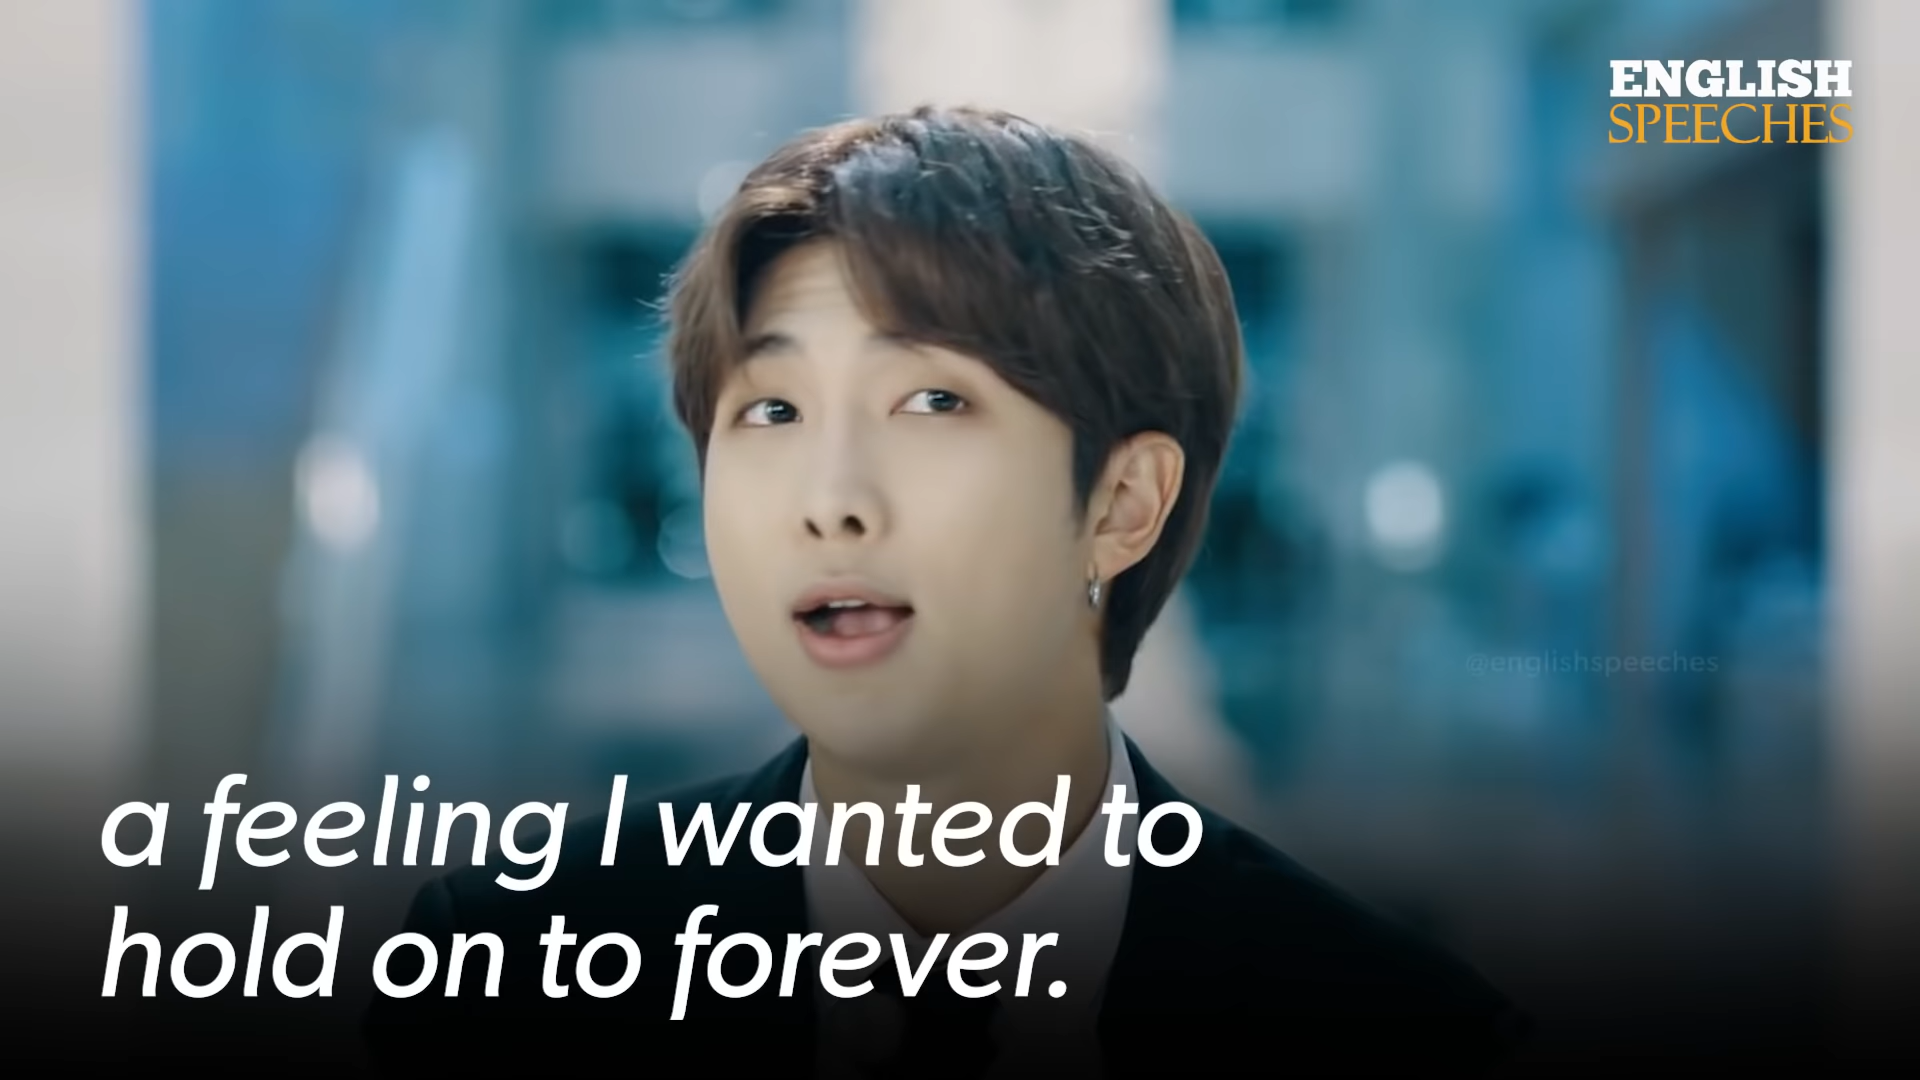 ENGLISH
SPEECHES
@englishspeeches
a feeling I wanted to
hold on to forever.